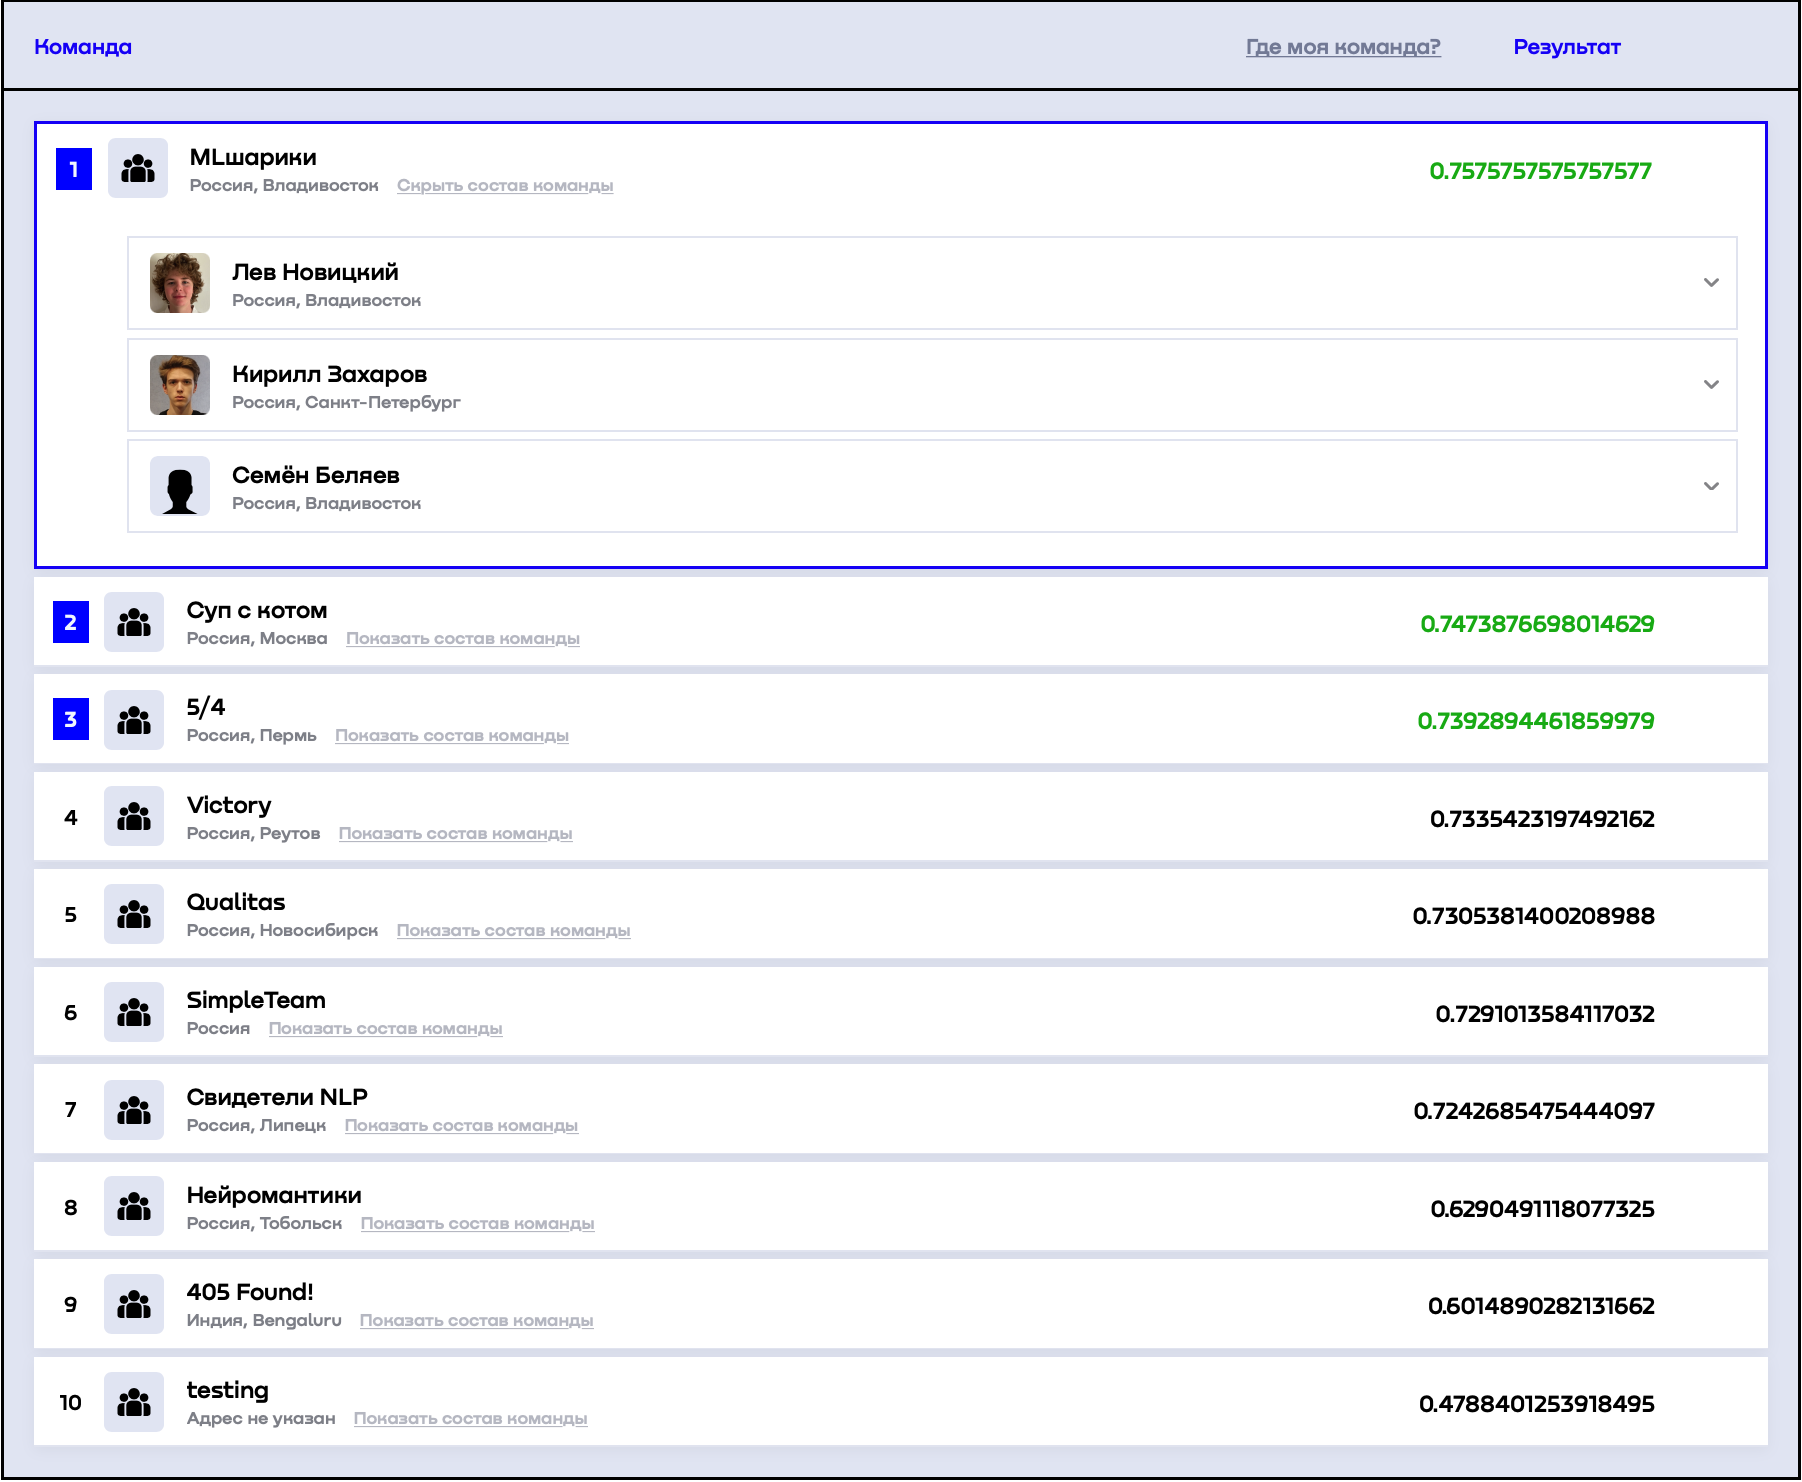 Команда Где моя команда? Результат
1 MLшарики 0.7575757575757577
Россия, Владивосток Скрыть состав команды
Лев Новицкий
Россия, Владивосток
Кирилл Захаров
Россия, Санкт-Петербург
Семён Беляев
Россия, Владивосток
2 Суп с котом 0.7473876698014629
Россия, Москва Показать состав команды
3 5/4 0.7392894461859979
Россия, Пермь Показать состав команды
4 Victory 0.7335423197492162
Россия, Реутов Показать состав команды
5 Qualitas 0.7305381400208988
Россия, Новосибирск Показать состав команды
6 SimpleTeam 0.7291013584117032
Россия Показать состав команды
7 Свидетели NLP 0.7242685475444097
Россия, Липецк Показать состав команды
8 Нейромантики 0.6290491118077325
Россия, Тобольск Показать состав команды
9 405 Found! 0.6014890282131662
Индия, Bengaluru Показать состав команды
10 testing 0.4788401253918495
Адрес не указан Показать состав команды